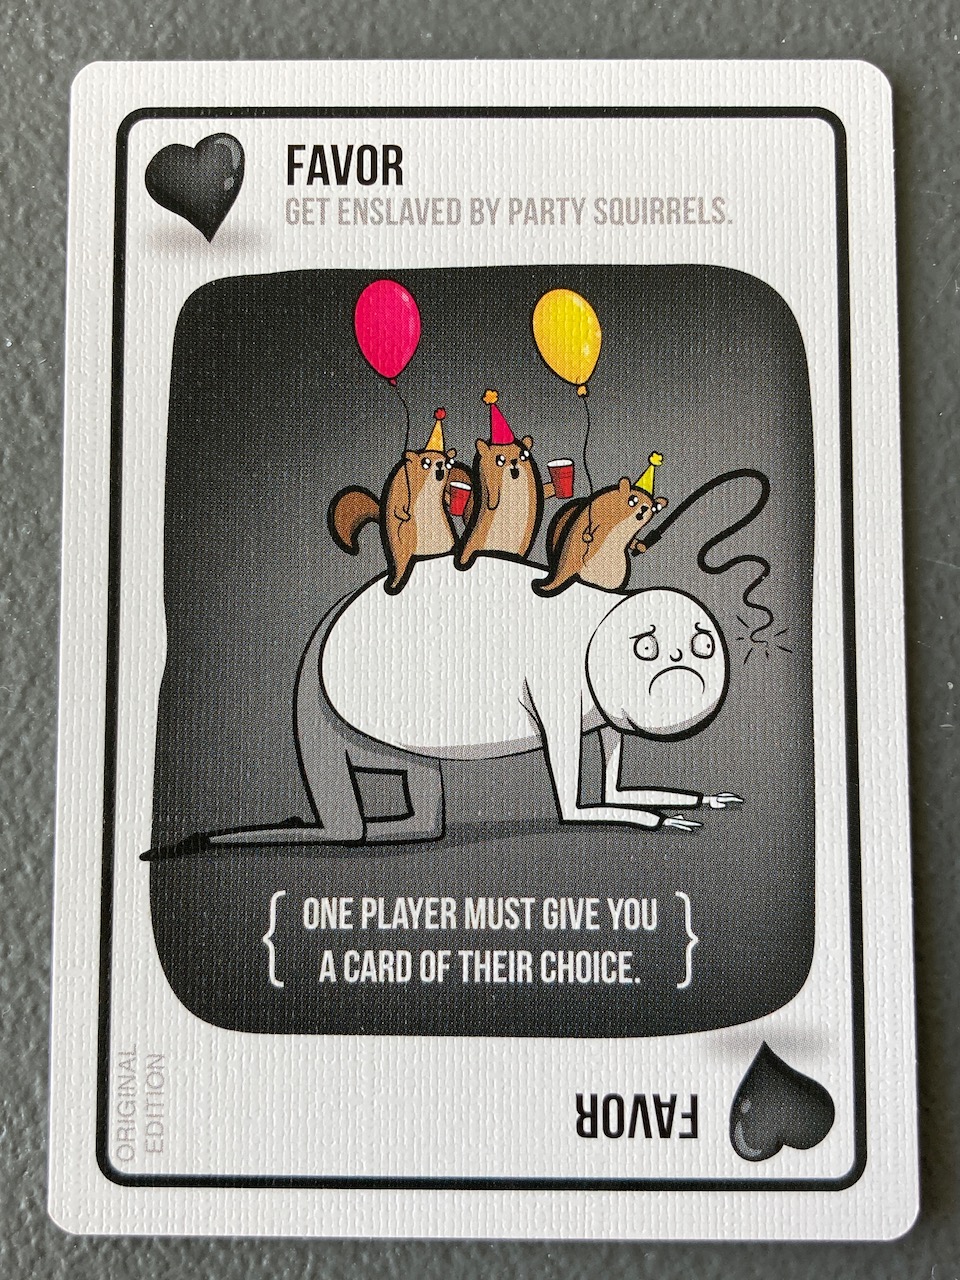 FAVOR
GET ENSLAVED BY PARTY SQUIRRELS.
ONE PLAYER MUST GIVE YOU
A CARD OF THEIR CHOICE.
ORIGINAL
EDITION
FAVOR